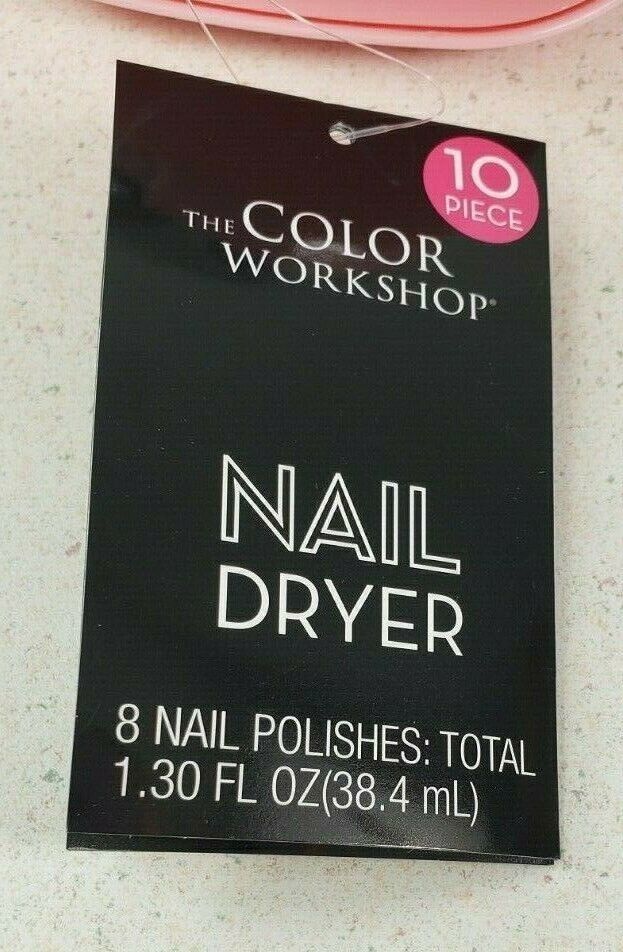 10
PIECE
THE COLOR
WORKSHOP®
NAIL
DRYER
8 NAIL POLISHES: TOTAL
1.30 FL OZ(38.4 mL)